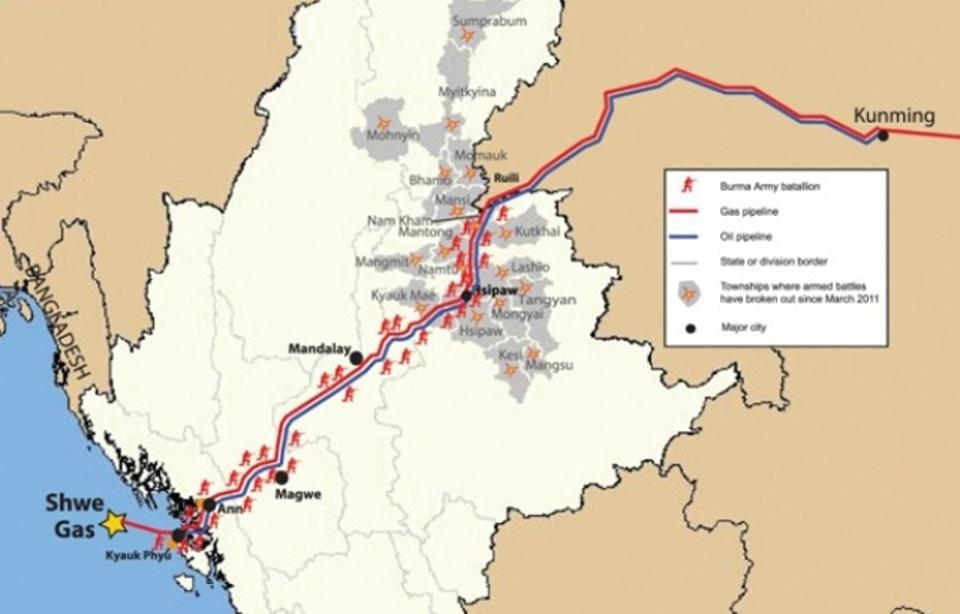 Sumprabum
Myitkyina
Mohnyin
Kunming
Momauk
Bhamo
Ruili
Mansi
Nam Kham
Mantong
Kutkhai
Mangmit
Namtu
Lashio
Kyauk Mae
Hsipaw
Tangyan
Mongyai
Hsipaw
Mandalay
Kesi
Mangsu
BANGLADESH
Magwe
Shwe
Gas
Ann
Kyauk Phyu
Burma Army batallion
Gas pipeline
Oil pipeline
State or division border
Townships where armed battles
have broken out since March 2011
Major city